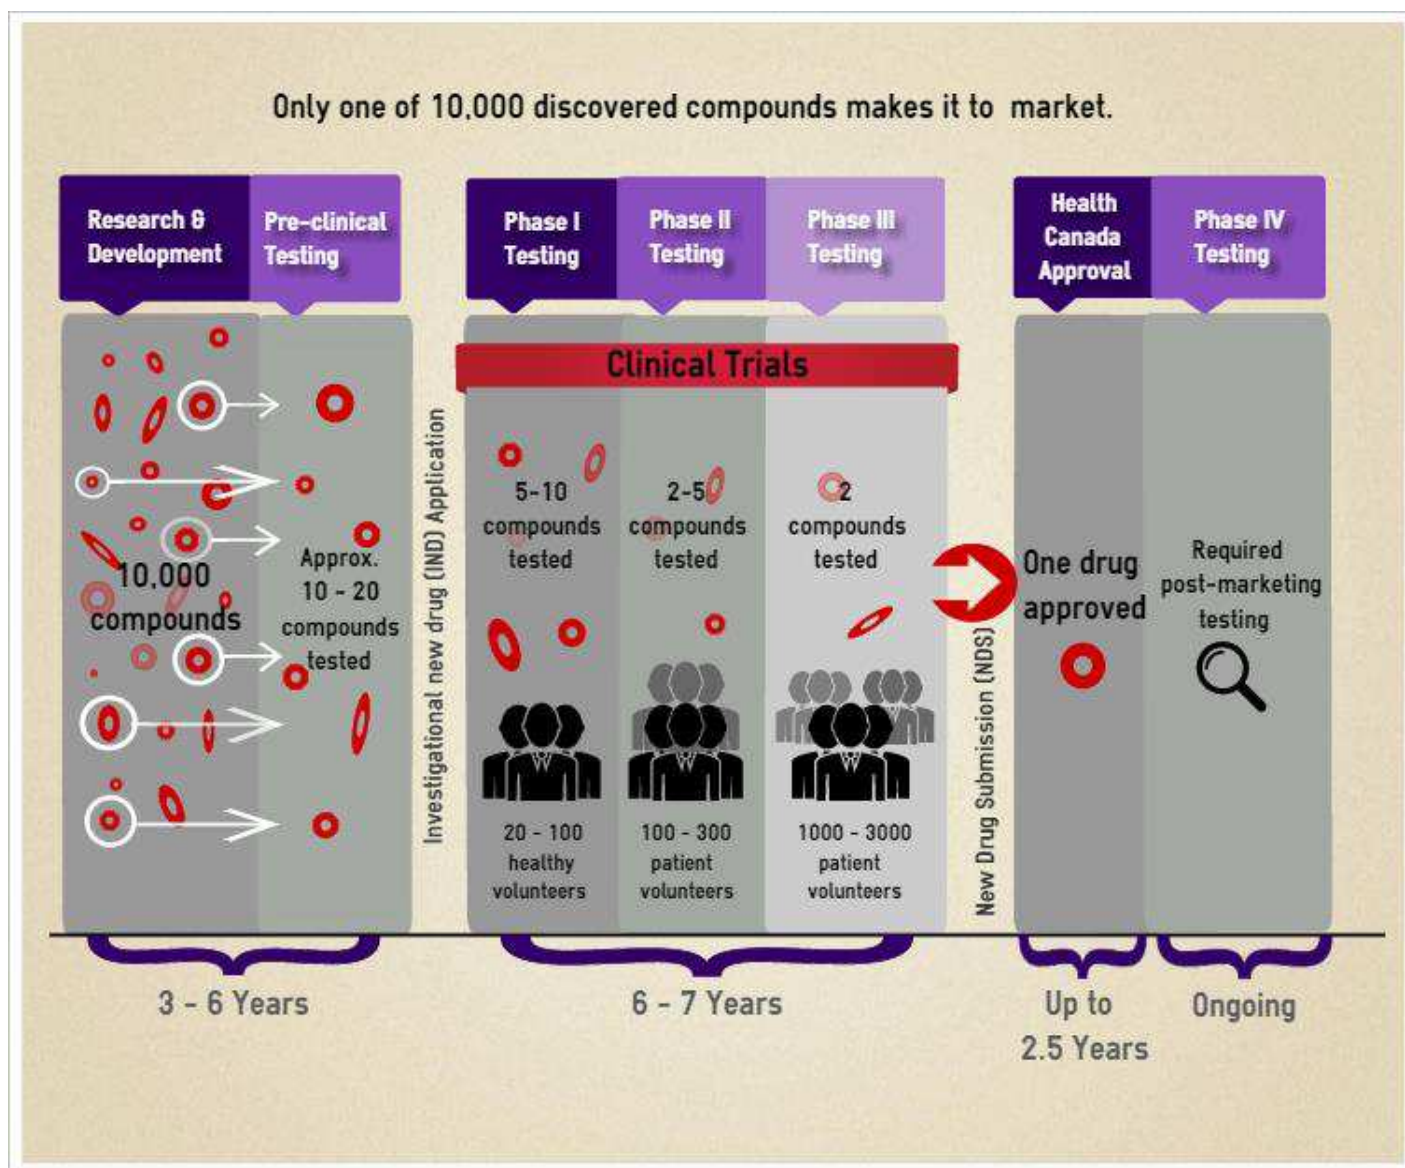 Only one of 10,000 discovered compounds makes it to market.
Research &
Development
Pre-clinical
Testing
Phase I
Testing
Phase II
Testing
Phase III
Testing
Health
Canada
Approval
Phase IV
Testing
Clinical Trials
10,000
compounds
Approx.
10 - 20
compounds
tested
Investigational new drug (IND) Application
5-10
compounds
tested
20 - 100
healthy
volunteers
2-5
compounds
tested
100 - 300
patient
volunteers
2
compounds
tested
1000 - 3000
patient
volunteers
New Drug Submission (NDS)
One drug
approved
Required
post-marketing
testing
3 - 6 Years
6 - 7 Years
Up to
2.5 Years
Ongoing